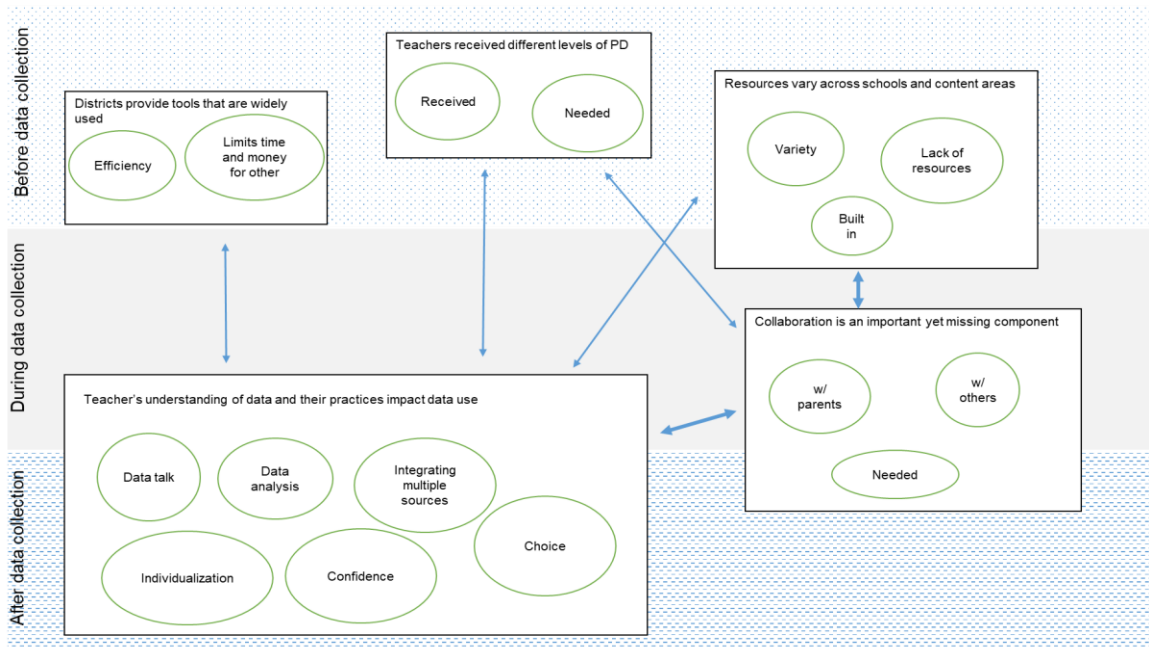 Before data collection
Districts provide tools that are widely
used
Efficiency
Limits time
and money
for other
Teachers received different levels of PD
Received
Needed
Resources vary across schools and content areas
Variety
Lack of
resources
Built
in
During data collection
Collaboration is an important yet missing component
w/
parents
w/
others
Needed
Teacher's understanding of data and their practices impact data use
Data talk
Data
analysis
Integrating
multiple
sources
Choice
Individualization
Confidence
After data collection